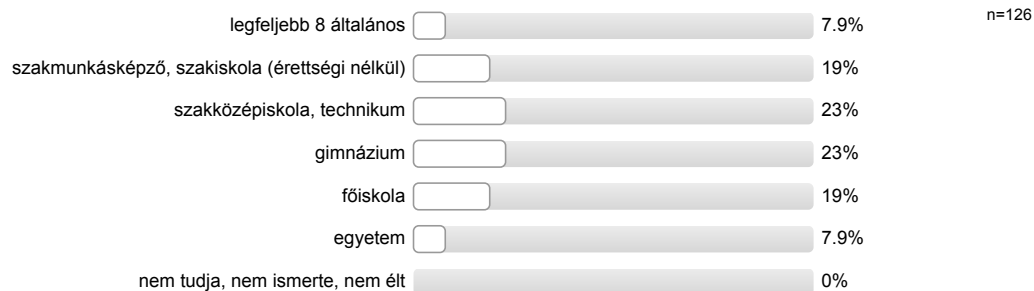 legfeljebb 8 általános 7.9% n=126
szakmunkásképző, szakiskola (érettségi nélkül) 19%
szakközépiskola, technikum 23%
gimnázium 23%
főiskola 19%
egyetem 7.9%
nem tudja, nem ismerte, nem élt 0%